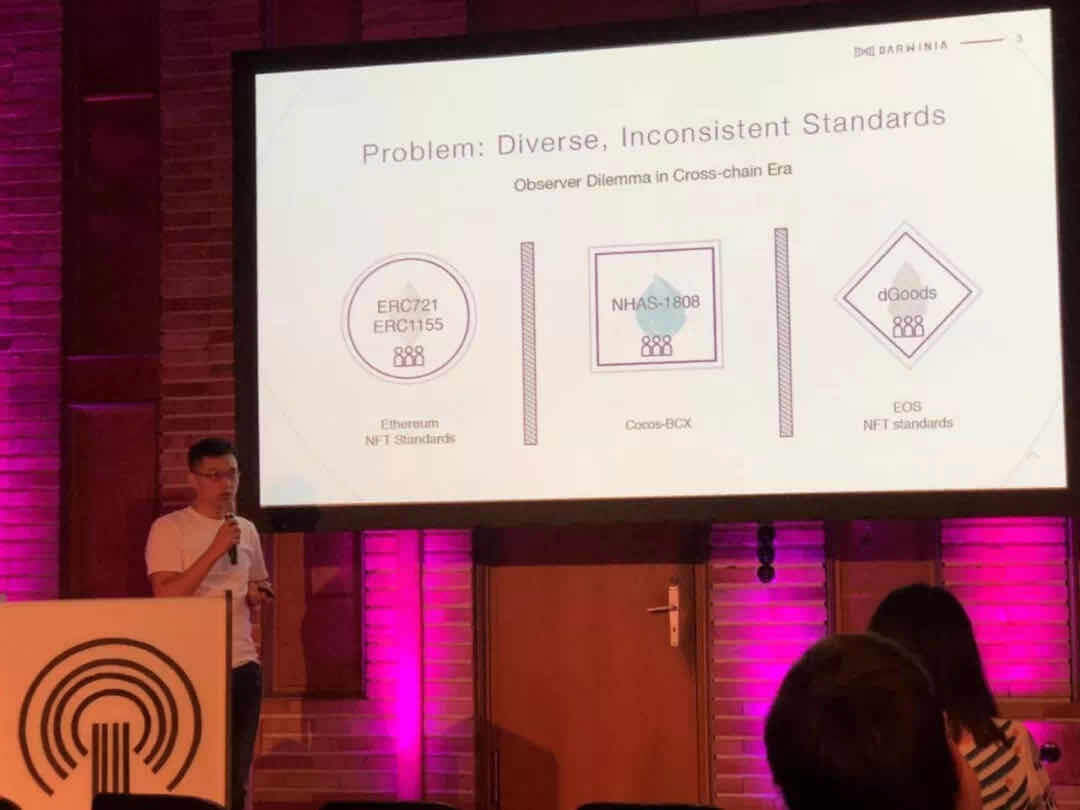 DARWINIA
3
Problem: Diverse, Inconsistent Standards
Observer Dilemma in Cross-chain Era
ERC721
ERC1155
Ethereum
NFT Standards
NHAS-1808
Cocos-BCX
dGoods
EOS
NFT standards